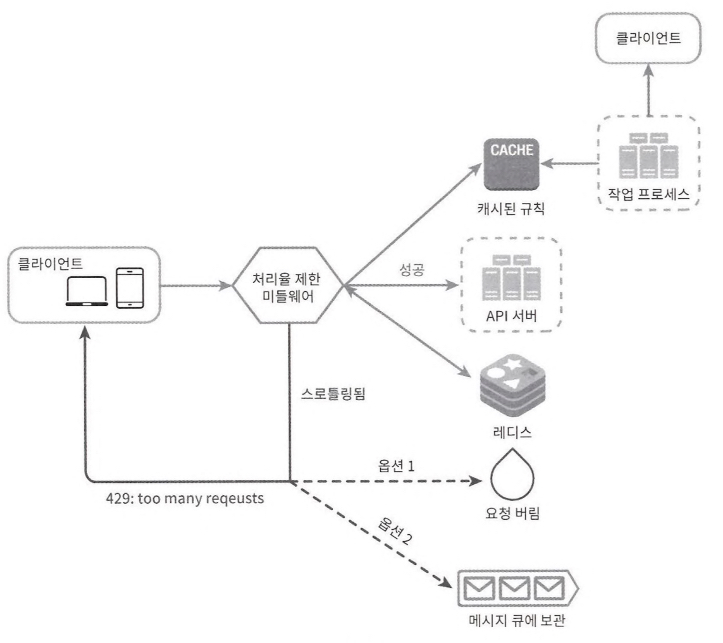 클라이언트
CACHE
작업 프로세스
캐시된 규칙
클라이언트
처리율 제한
미들웨어
성공
API 서버
스로틀링됨
레디스
옵션 1
429: too many reqeusts
요청 버림
옵션 2
메시지 큐에 보관